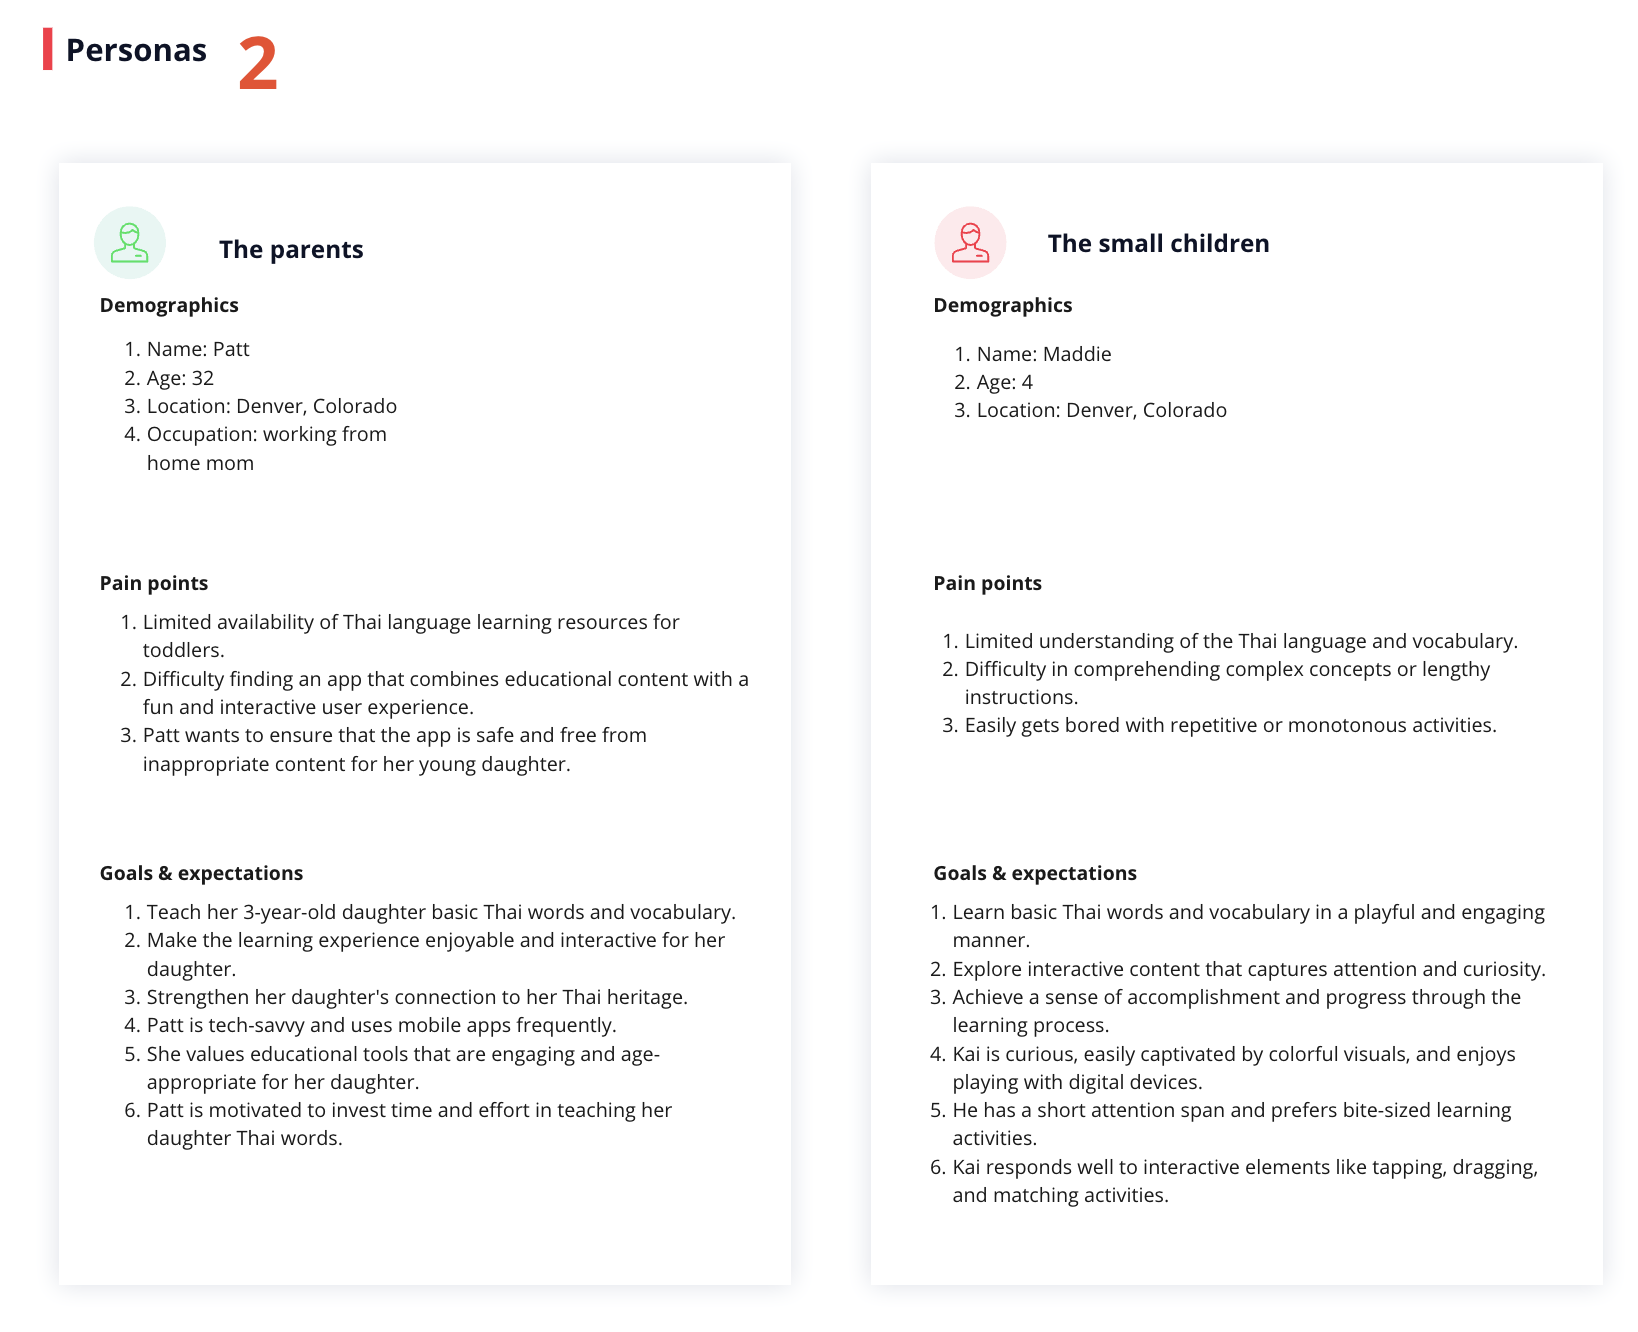 Personas
2
The parents
Demographics
1. Name: Patt
2. Age: 32
3. Location: Denver, Colorado
4. Occupation: working from
home mom
Pain points
1. Limited availability of Thai language learning resources for
toddlers.
2. Difficulty finding an app that combines educational content with a
fun and interactive user experience.
3. Patt wants to ensure that the app is safe and free from
inappropriate content for her young daughter.
Goals & expectations
1. Teach her 3-year-old daughter basic Thai words and vocabulary.
2. Make the learning experience enjoyable and interactive for her
daughter.
3. Strengthen her daughter's connection to her Thai heritage.
4. Patt is tech-savvy and uses mobile apps frequently.
5. She values educational tools that are engaging and age-
appropriate for her daughter.
6. Patt is motivated to invest time and effort in teaching her
daughter Thai words.
The small children
Demographics
1. Name: Maddie
2. Age: 4
3. Location: Denver, Colorado
Pain points
1. Limited understanding of the Thai language and vocabulary.
2. Difficulty in comprehending complex concepts or lengthy
instructions.
3. Easily gets bored with repetitive or monotonous activities.
Goals & expectations
1. Learn basic Thai words and vocabulary in a playful and engaging
manner.
2. Explore interactive content that captures attention and curiosity.
3. Achieve a sense of accomplishment and progress through the
learning process.
4. Kai is curious, easily captivated by colorful visuals, and enjoys
playing with digital devices.
5. He has a short attention span and prefers bite-sized learning
activities.
6. Kai responds well to interactive elements like tapping, dragging,
and matching activities.